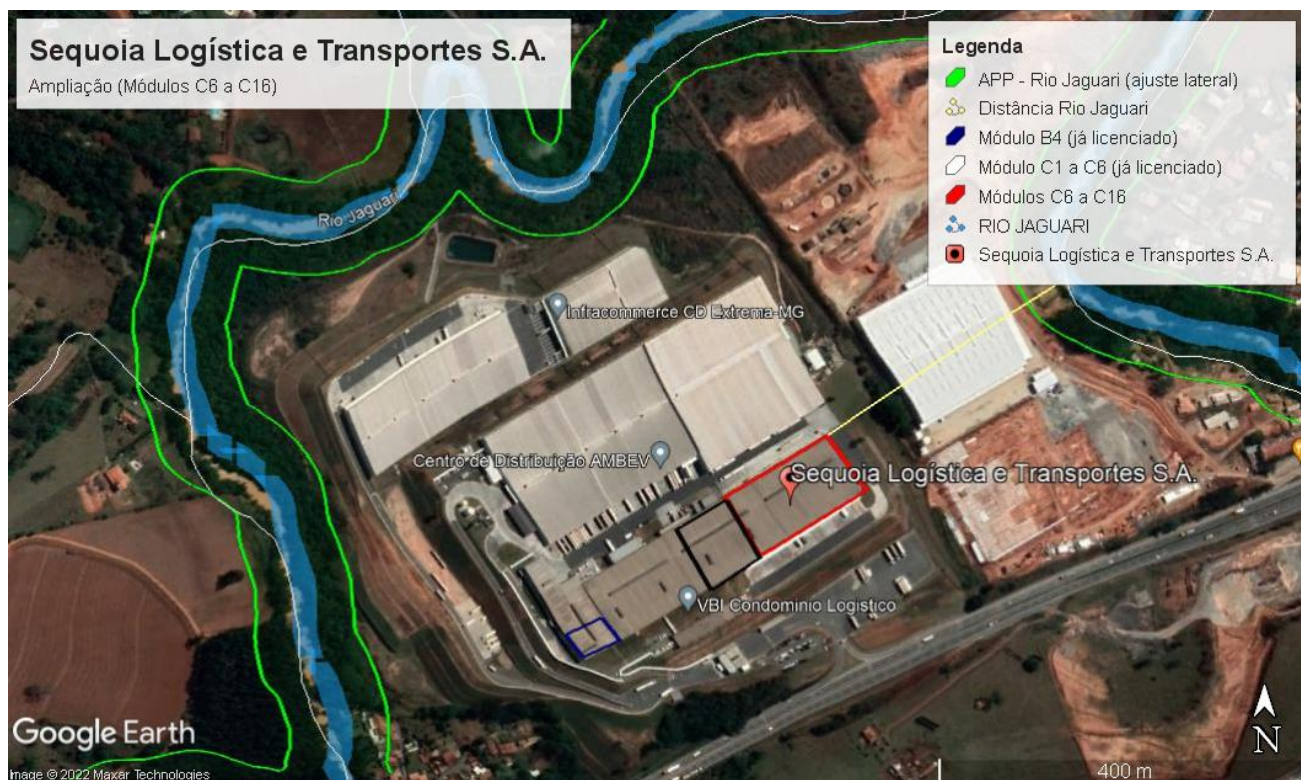 Sequoia Logística e Transportes S.A.
Ampliação (Módulos C6 a C16)
Legenda
APP - Rio Jaguari (ajuste lateral)
Distância Rio Jaguari
Módulo B4 (já licenciado)
Módulo C1 a C6 (já licenciado)
Módulos C6 a C16
RIO JAGUARI
Sequoia Logística e Transportes S.A.
Rio Jaguari
Infracommerce CD Extrema-MG
Centro de Distribuição AMBEV
Sequoia Logística e Transportes S.A.
VBI Condominio Logistico
Google Earth
Image © 2022 Maxar Technologies
400 m
N